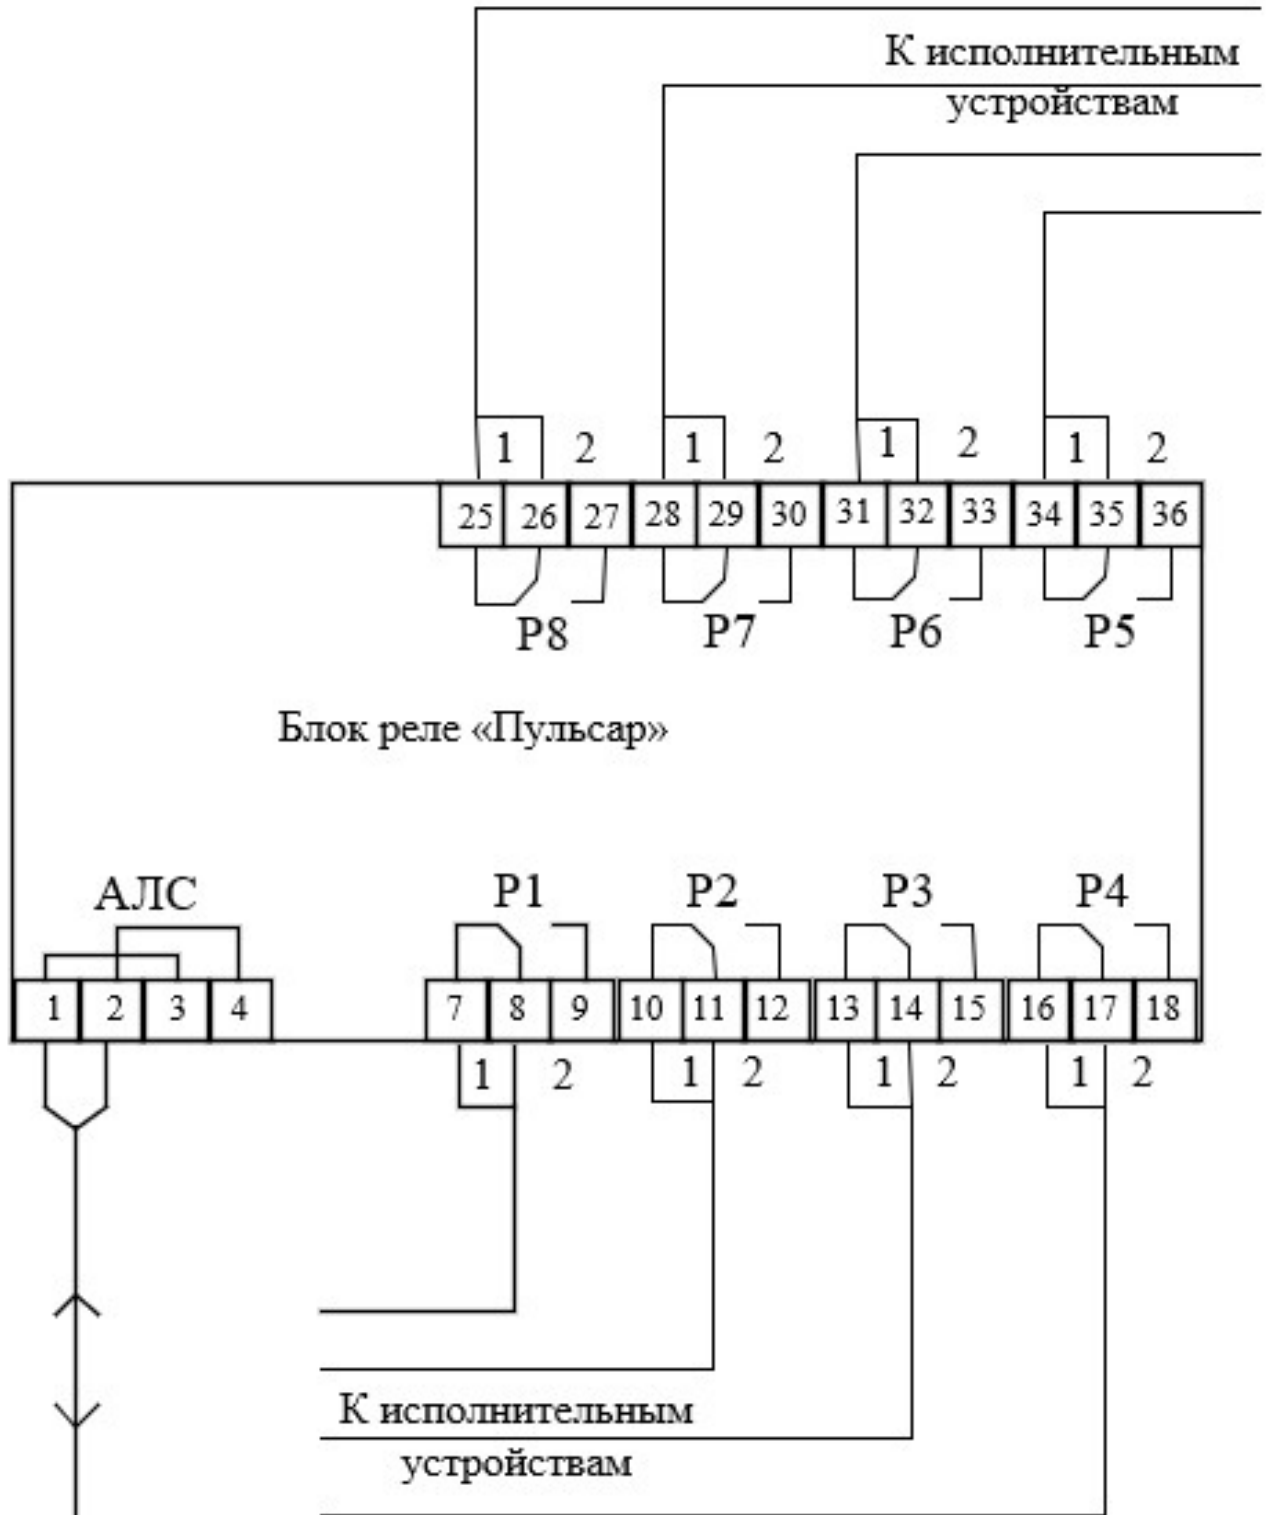 К исполнительным
устройствам
1 2 1 2 1 2 1 2
25 26 27 28 29 30 31 32 33 34 35 36
Р8 Р7 Р6 Р5
Блок реле «Пульсар»
АЛС Р1 Р2 Р3 Р4
1 2 3 4 7 8 9 10 11 12 13 14 15 16 17 18
1 2 1 2 1 2 1 2
К исполнительным
устройствам